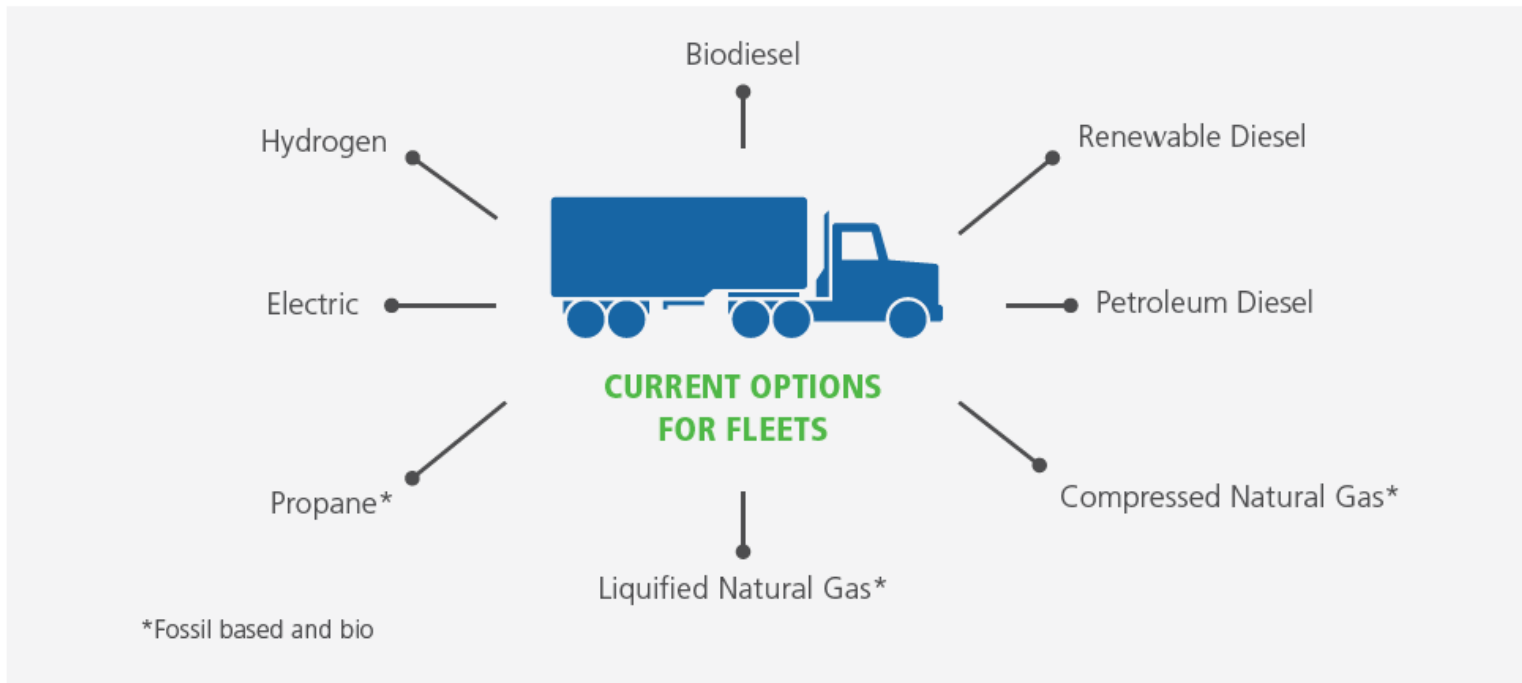 Biodiesel
Hydrogen
Renewable Diesel
Electric
Petroleum Diesel
CURRENT OPTIONS
FOR FLEETS
Propane*
Compressed Natural Gas*
Liquified Natural Gas*
*Fossil based and bio